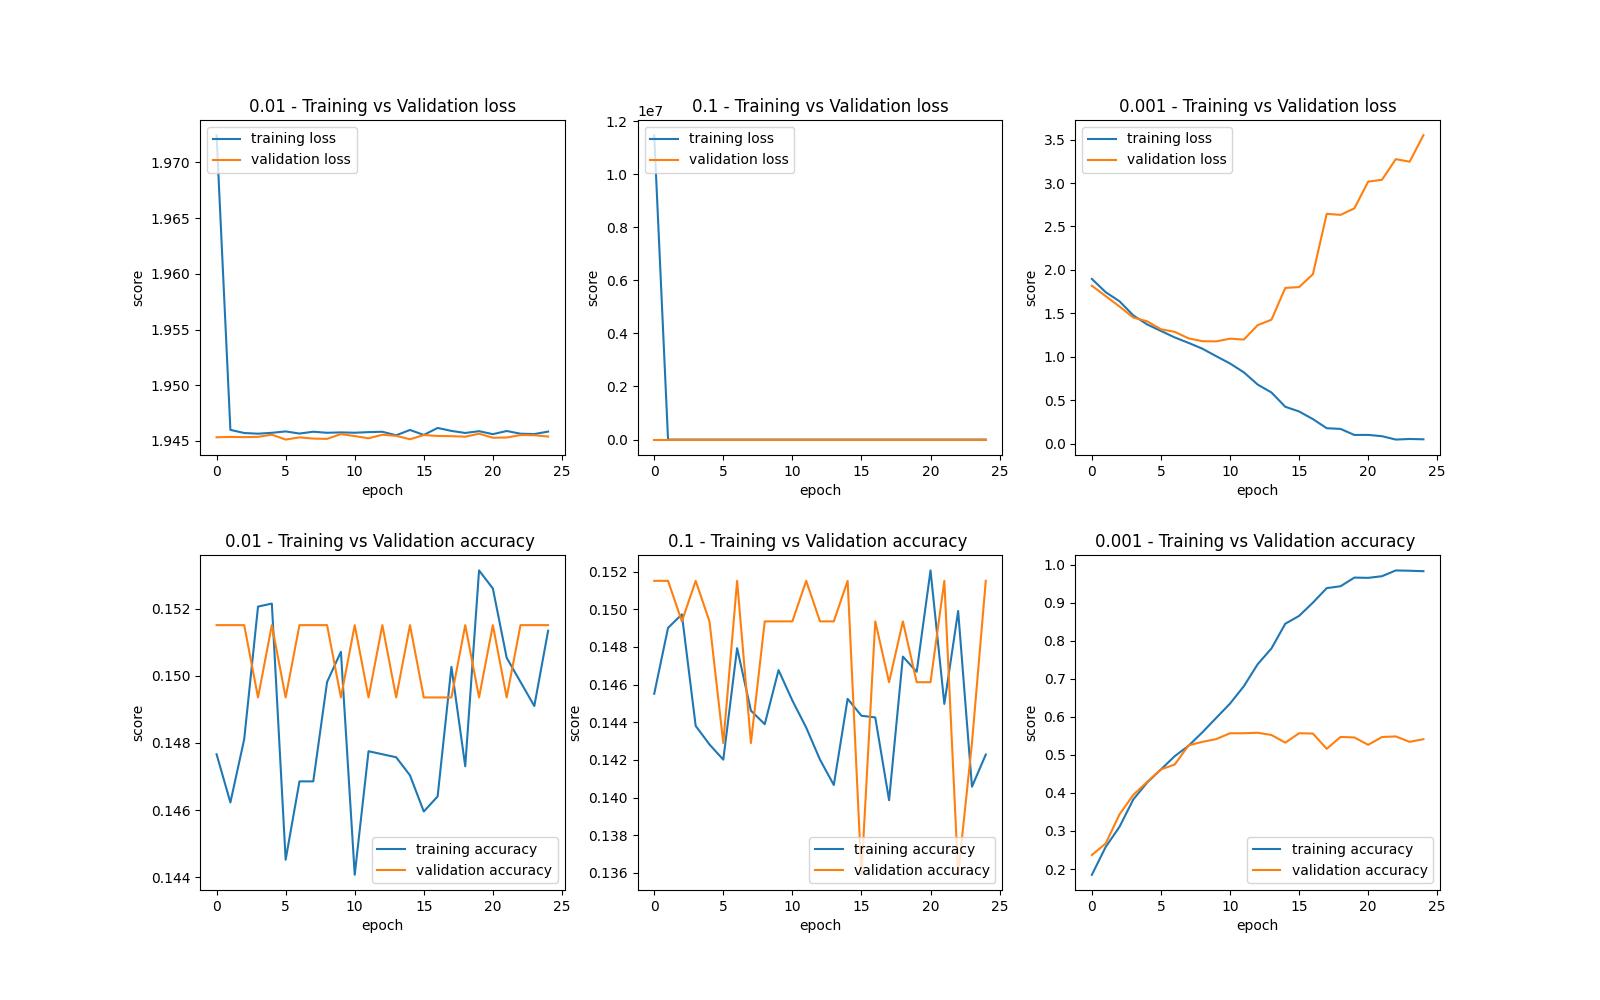 0.01 - Training vs Validation loss
training loss
validation loss
1.970
1.965
1.960
1.955
1.950
1.945
score
0 5 10 15 20 25
epoch
0.1 - Training vs Validation loss
1e7
training loss
validation loss
1.2
1.0
0.8
0.6
0.4
0.2
0.0
score
0 5 10 15 20 25
epoch
0.001 - Training vs Validation loss
training loss
validation loss
3.5
3.0
2.5
2.0
1.5
1.0
0.5
0.0
score
0 5 10 15 20 25
epoch
0.01 - Training vs Validation accuracy
0.152
0.150
0.148
0.146
0.144
score
training accuracy
validation accuracy
0 5 10 15 20 25
epoch
0.1 - Training vs Validation accuracy
0.152
0.150
0.148
0.146
0.144
0.142
0.140
0.138
0.136
score
training accuracy
validation accuracy
0 5 10 15 20 25
epoch
0.001 - Training vs Validation accuracy
1.0
0.9
0.8
0.7
0.6
0.5
0.4
0.3
0.2
score
training accuracy
validation accuracy
0 5 10 15 20 25
epoch